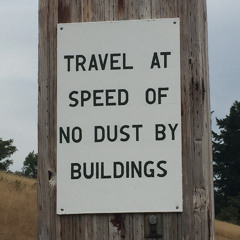 TRAVEL AT
SPEED OF
NO DUST BY
BUILDINGS